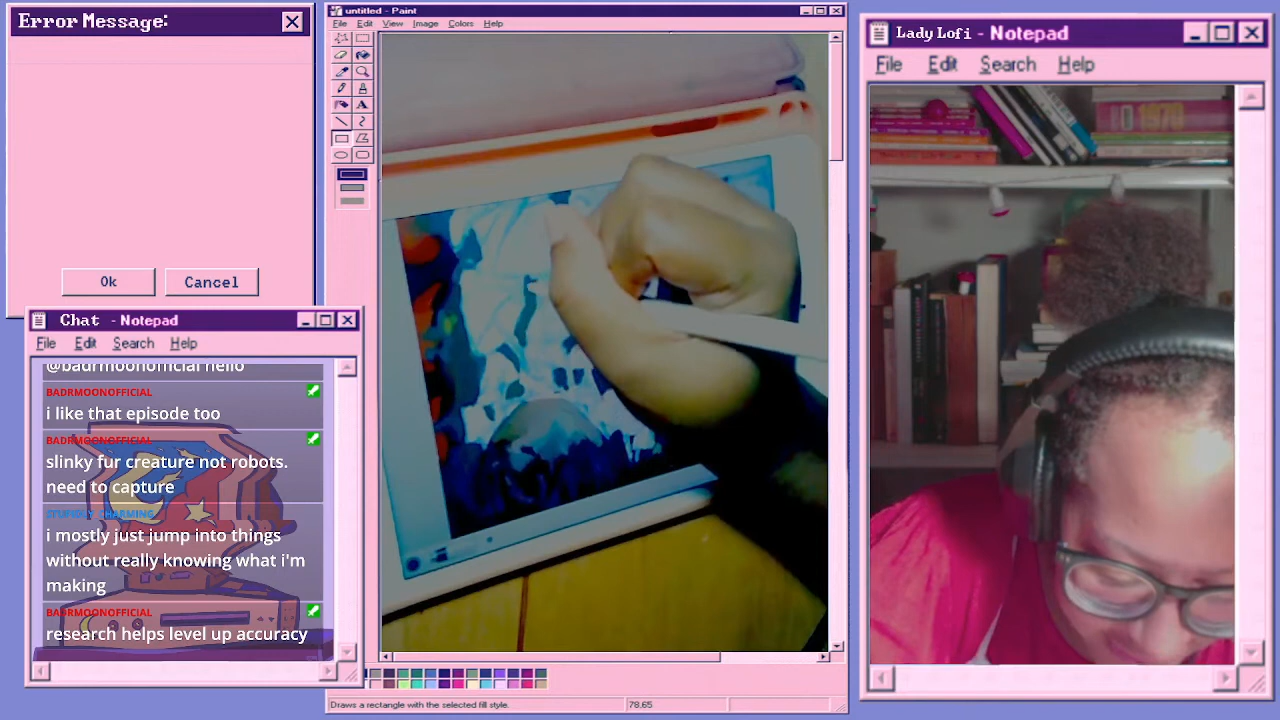 Error Message:
Ok
Cancel
untitled - Paint
File Edit View Image Colors Help
Draws a rectangle with the selected fill style.
78,65
Chat - Notepad
File Edit Search Help
@badrmoonofficial hello
BADRMOONOFFICIAL
i like that episode too
BADRMOONOFFICIAL
slinky fur creature not robots.
need to capture
i mostly just jump into things
without really knowing what i'm
making
BADRMOONOFFICIAL
research helps level up accuracy
Lady Lofi - Notepad
File Edit Search Help
1970